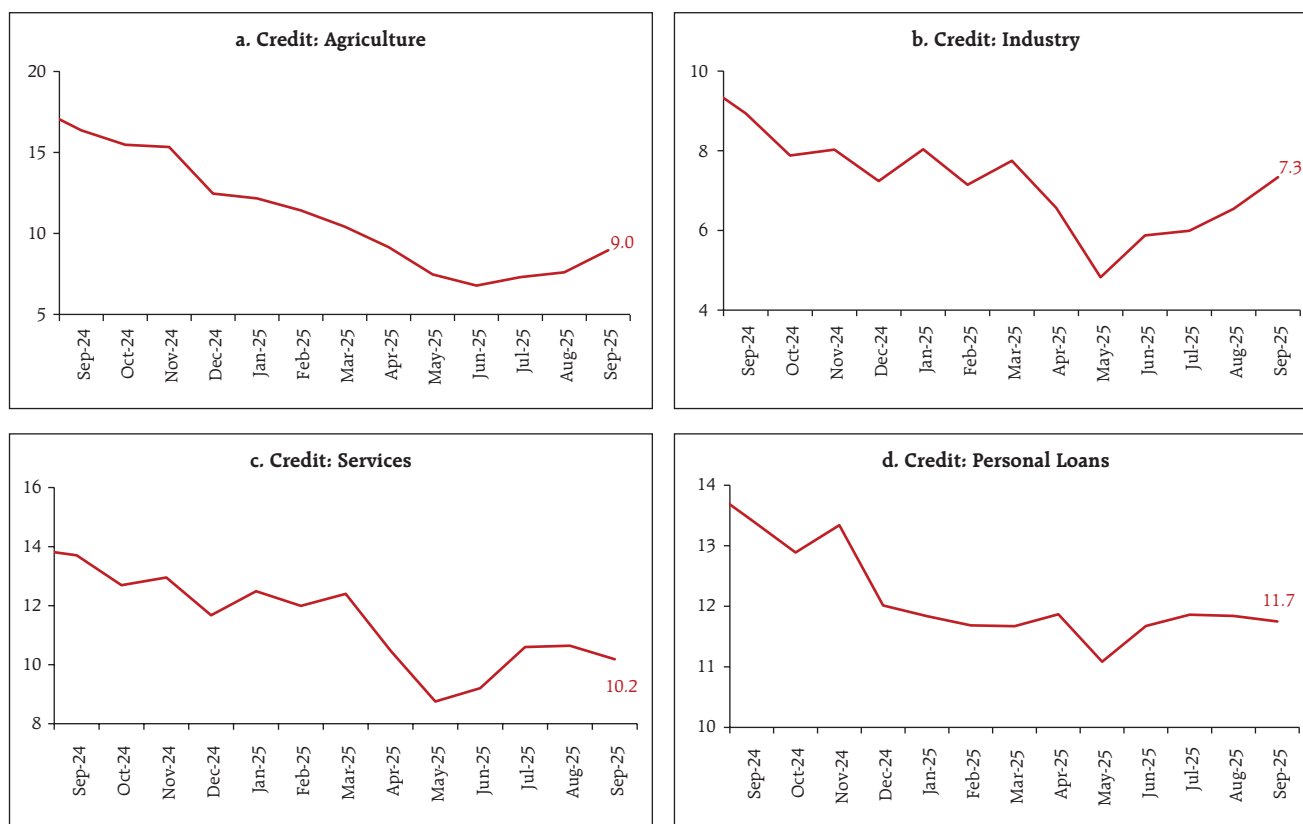 a. Credit: Agriculture
20
15
10
5
9.0
Sep-24
Oct-24
Nov-24
Dec-24
Jan-25
Feb-25
Mar-25
Apr-25
May-25
Jun-25
Jul-25
Aug-25
Sep-25
b. Credit: Industry
10
8
6
4
7.3
Sep-24
Oct-24
Nov-24
Dec-24
Jan-25
Feb-25
Mar-25
Apr-25
May-25
Jun-25
Jul-25
Aug-25
Sep-25
c. Credit: Services
16
14
12
10
8
10.2
Sep-24
Oct-24
Nov-24
Dec-24
Jan-25
Feb-25
Mar-25
Apr-25
May-25
Jun-25
Jul-25
Aug-25
Sep-25
d. Credit: Personal Loans
14
13
12
11
10
11.7
Sep-24
Oct-24
Nov-24
Dec-24
Jan-25
Feb-25
Mar-25
Apr-25
May-25
Jun-25
Jul-25
Aug-25
Sep-25